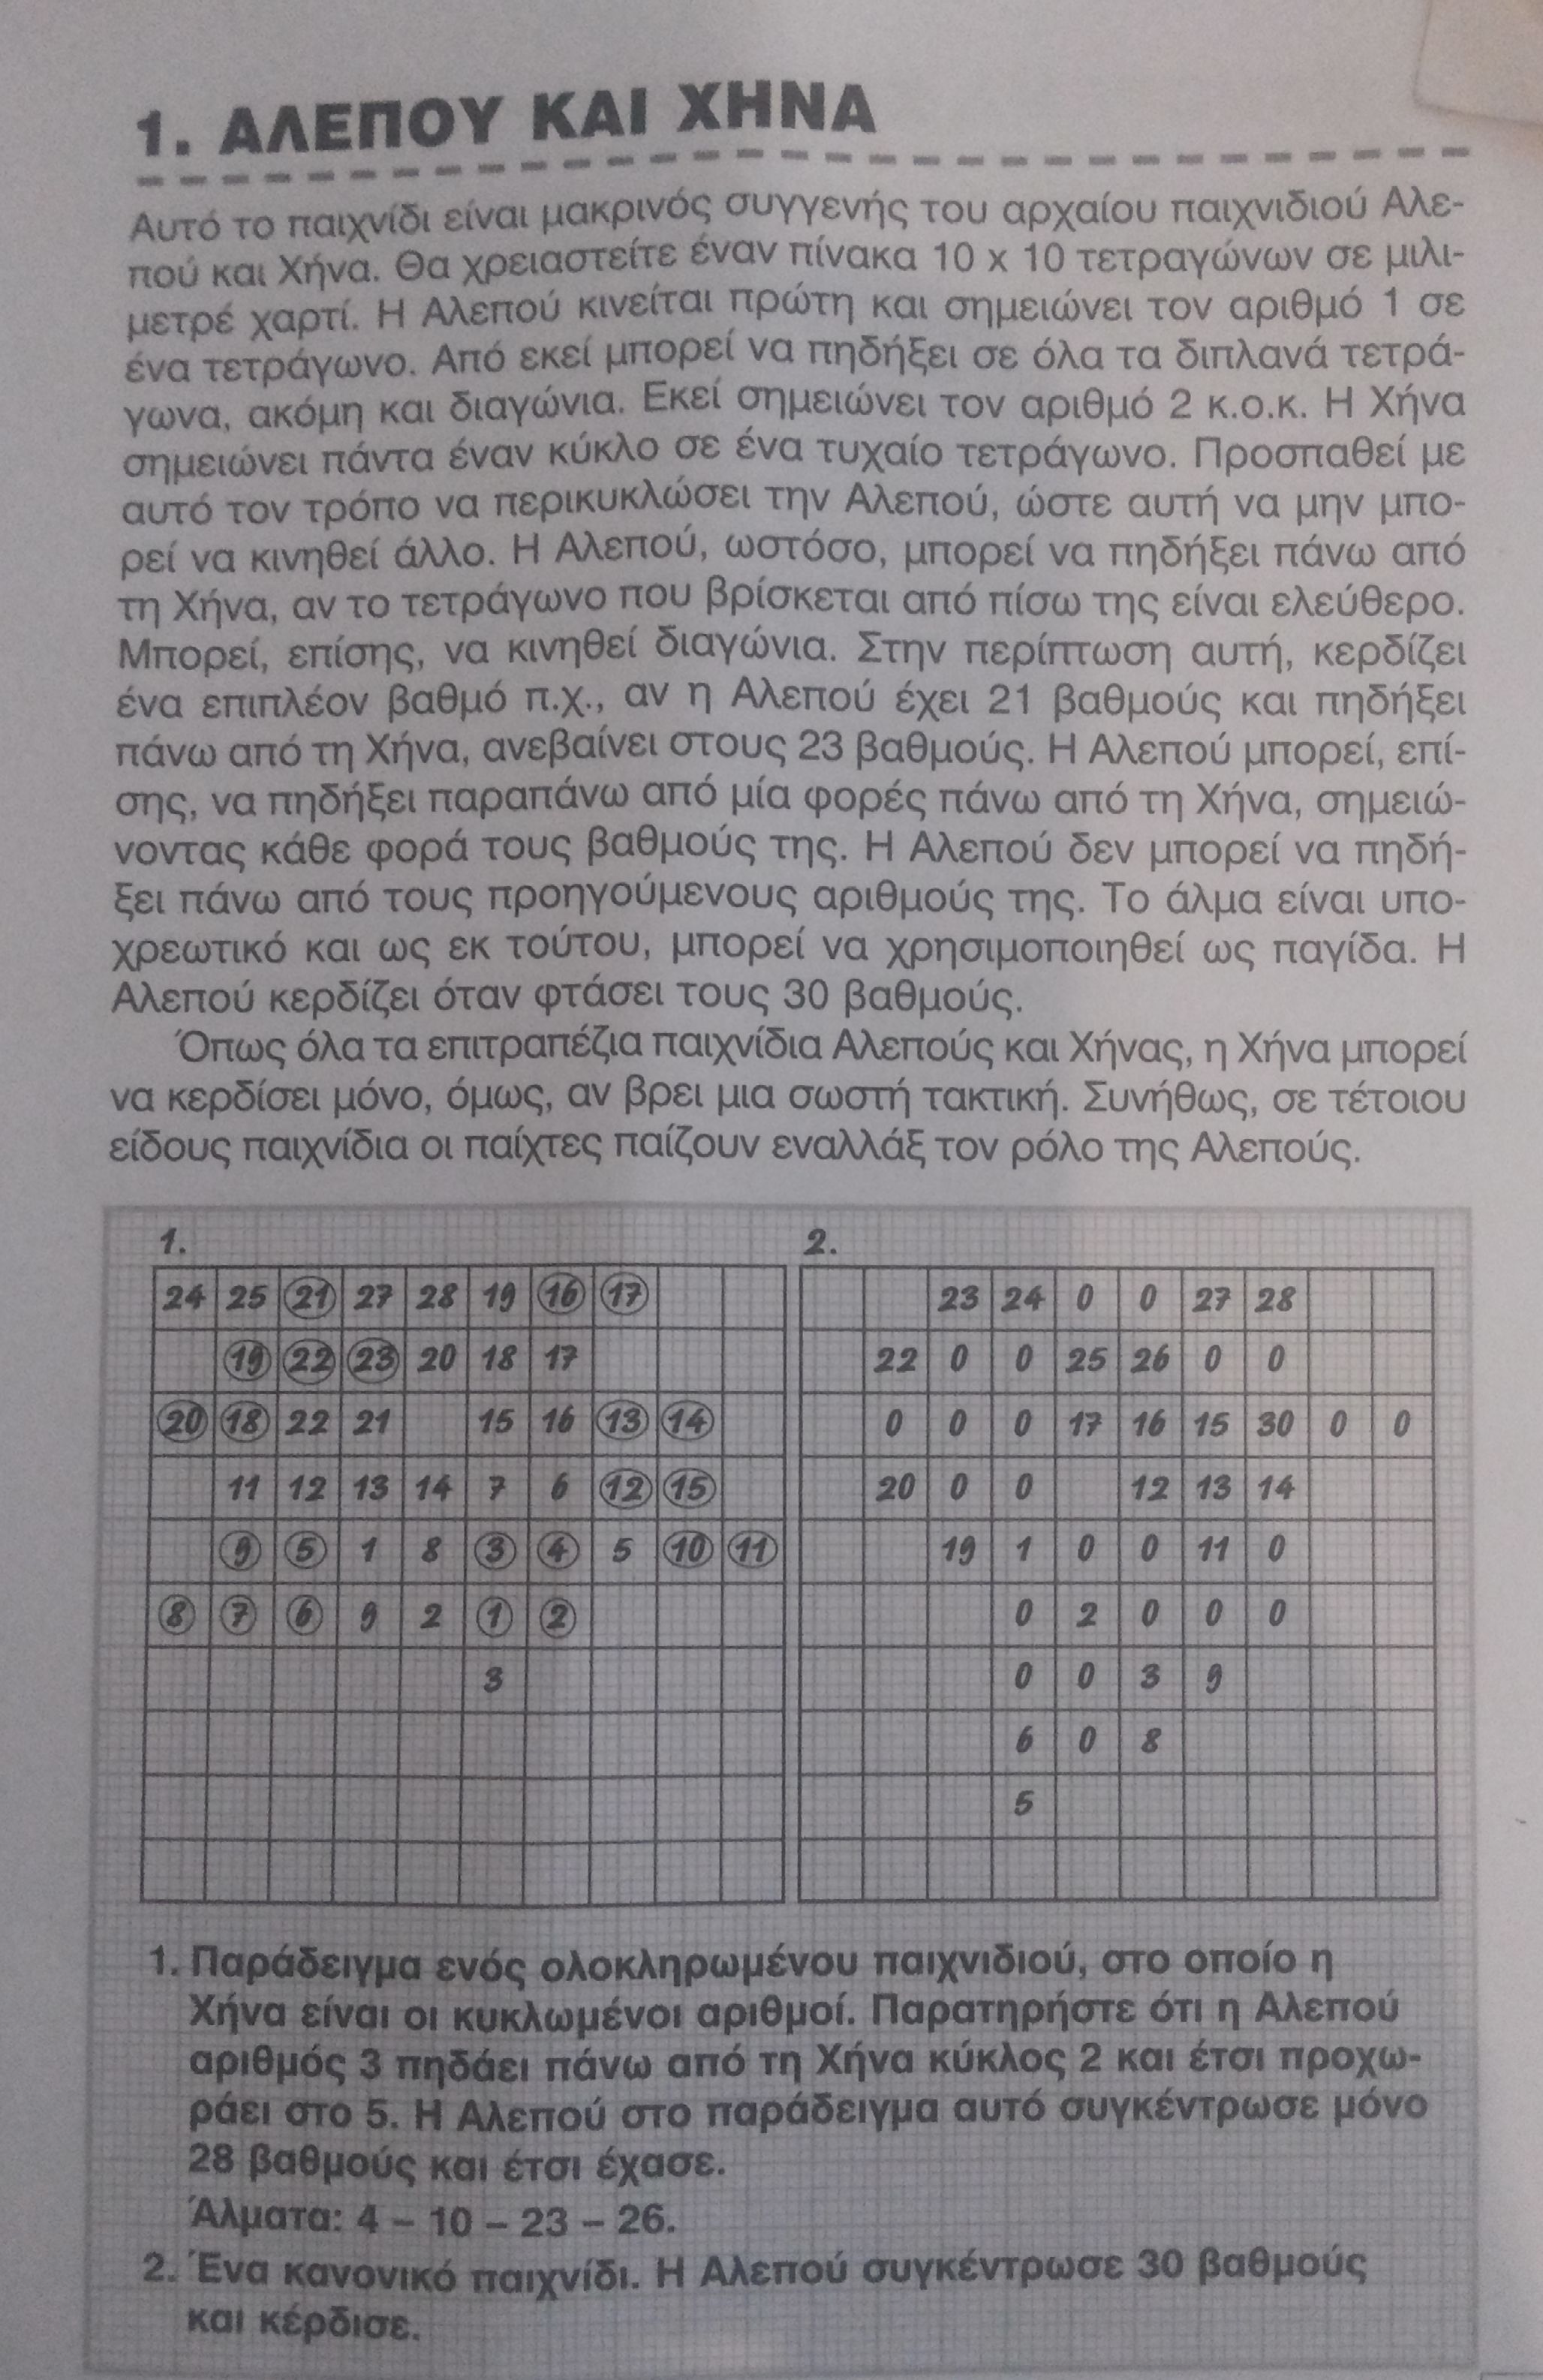 1. ΑΛΕΠΟΥ ΚΑΙ ΧΗΝΑ
Αυτό το παιχνίδι είναι μακρινός συγγενής του αρχαίου παιχνιδιού Αλε-
πού και Χήνα. Θα χρειαστείτε έναν πίνακα 10 x 10 τετραγώνων σε μιλι-
μετρέ χαρτί. Η Αλεπού κινείται πρώτη και σημειώνει τον αριθμό 1 σε
ένα τετράγωνο. Από εκεί μπορεί να πηδήξει σε όλα τα διπλανά τετρά-
γωνα, ακόμη και διαγώνια. Εκεί σημειώνει τον αριθμό 2 κ.ο.κ. Η Χήνα
σημειώνει πάντα έναν κύκλο σε ένα τυχαίο τετράγωνο. Προσπαθεί με
αυτό τον τρόπο να περικυκλώσει την Αλεπού, ώστε αυτή να μην μπο-
ρεί να κινηθεί άλλο. Η Αλεπού, ωστόσο, μπορεί να πηδήξει πάνω από
τη Χήνα, αν το τετράγωνο που βρίσκεται από πίσω της είναι ελεύθερο.
Μπορεί, επίσης, να κινηθεί διαγώνια. Στην περίπτωση αυτή, κερδίζει
ένα επιπλέον βαθμό π.χ., αν η Αλεπού έχει 21 βαθμούς και πηδήξει
πάνω από τη Χήνα, ανεβαίνει στους 23 βαθμούς. Η Αλεπού μπορεί, επί-
σης, να πηδήξει παραπάνω από μία φορές πάνω από τη Χήνα, σημειώ-
νοντας κάθε φορά τους βαθμούς της. Η Αλεπού δεν μπορεί να πηδή-
ξει πάνω από τους προηγούμενους αριθμούς της. Το άλμα είναι υπο-
χρεωτικό και ως εκ τούτου, μπορεί να χρησιμοποιηθεί ως παγίδα. Η
Αλεπού κερδίζει όταν φτάσει τους 30 βαθμούς.
Όπως όλα τα επιτραπέζια παιχνίδια Αλεπούς και Χήνας, η Χήνα μπορεί
να κερδίσει μόνο, όμως, αν βρει μια σωστή τακτική. Συνήθως, σε τέτοιου
είδους παιχνίδια οι παίχτες παίζουν εναλλάξ τον ρόλο της Αλεπούς.
1.
24 25 21 27 28 19 16 17
19 22 23 20 18 17
20 18 22 21 15 16 13 14
11 12 13 14 7 6 12 15
9 5 1 8 3 4 5 10 11
8 7 6 9 2 1 2
3
2.
23 24 0 0 27 28
22 0 0 25 26 0 0
0 0 0 17 16 15 30 0 0
20 0 0 12 13 14
19 1 0 0 11 0
0 2 0 0 0
0 0 3 9
6 0 8
5
1. Παράδειγμα ενός ολοκληρωμένου παιχνιδιού, στο οποίο η
Χήνα είναι οι κυκλωμένοι αριθμοί. Παρατηρήστε ότι η Αλεπού
αριθμός 3 πηδάει πάνω από τη Χήνα κύκλος 2 και έτσι προχω-
ράει στο 5. Η Αλεπού στο παράδειγμα αυτό συγκέντρωσε μόνο
28 βαθμούς και έτσι έχασε.
Άλματα: 4 – 10 – 23 – 26.
2. Ένα κανονικό παιχνίδι. Η Αλεπού συγκέντρωσε 30 βαθμούς
και κέρδισε.